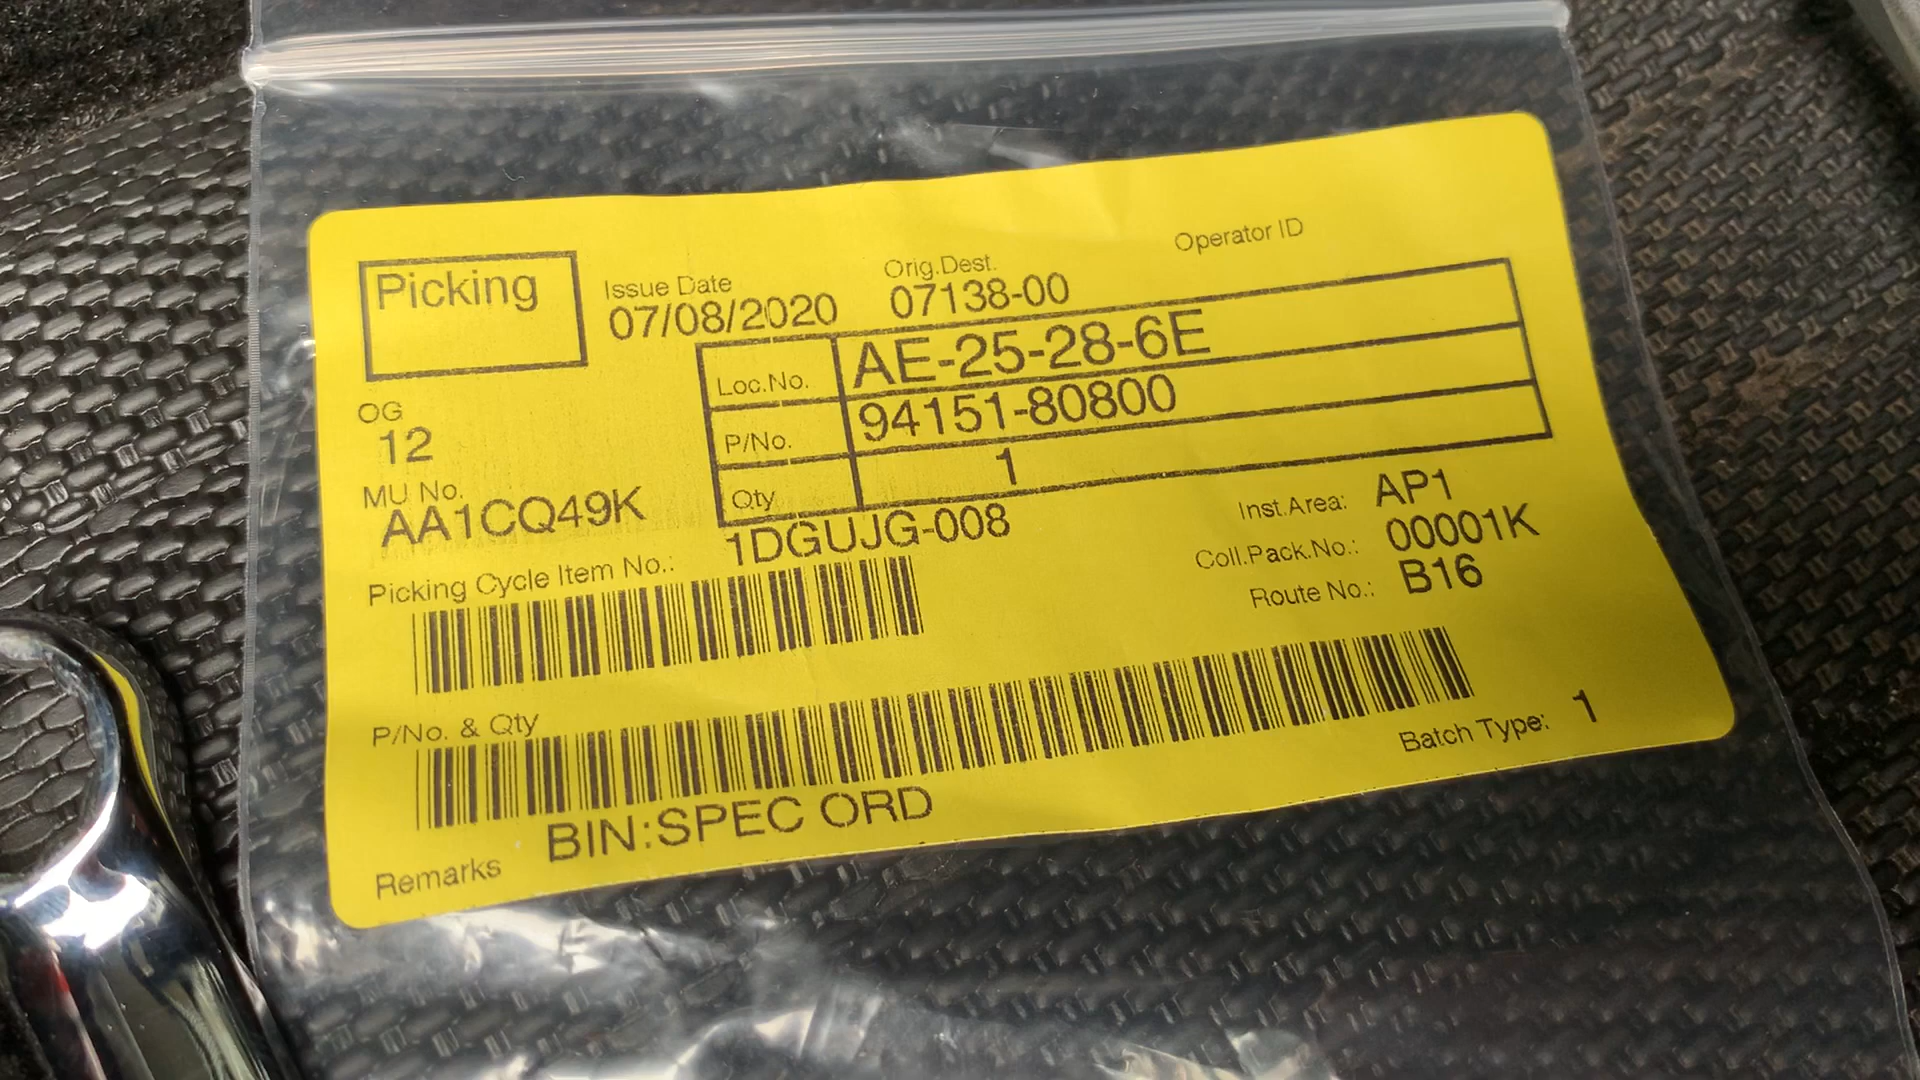 Picking
Issue Date
07/08/2020
Orig.Dest.
07138-00
Operator ID
Loc.No. AE-25-28-6E
P/No. 94151-80800
Qty 1
OG
12
MU No.
AA1CQ49K
Picking Cycle Item No.: 1DGUJG-008
Inst.Area: AP1
Coll.Pack.No.: 00001K
Route No.: B16
P/No. & Qty
Batch Type: 1
Remarks BIN:SPEC ORD